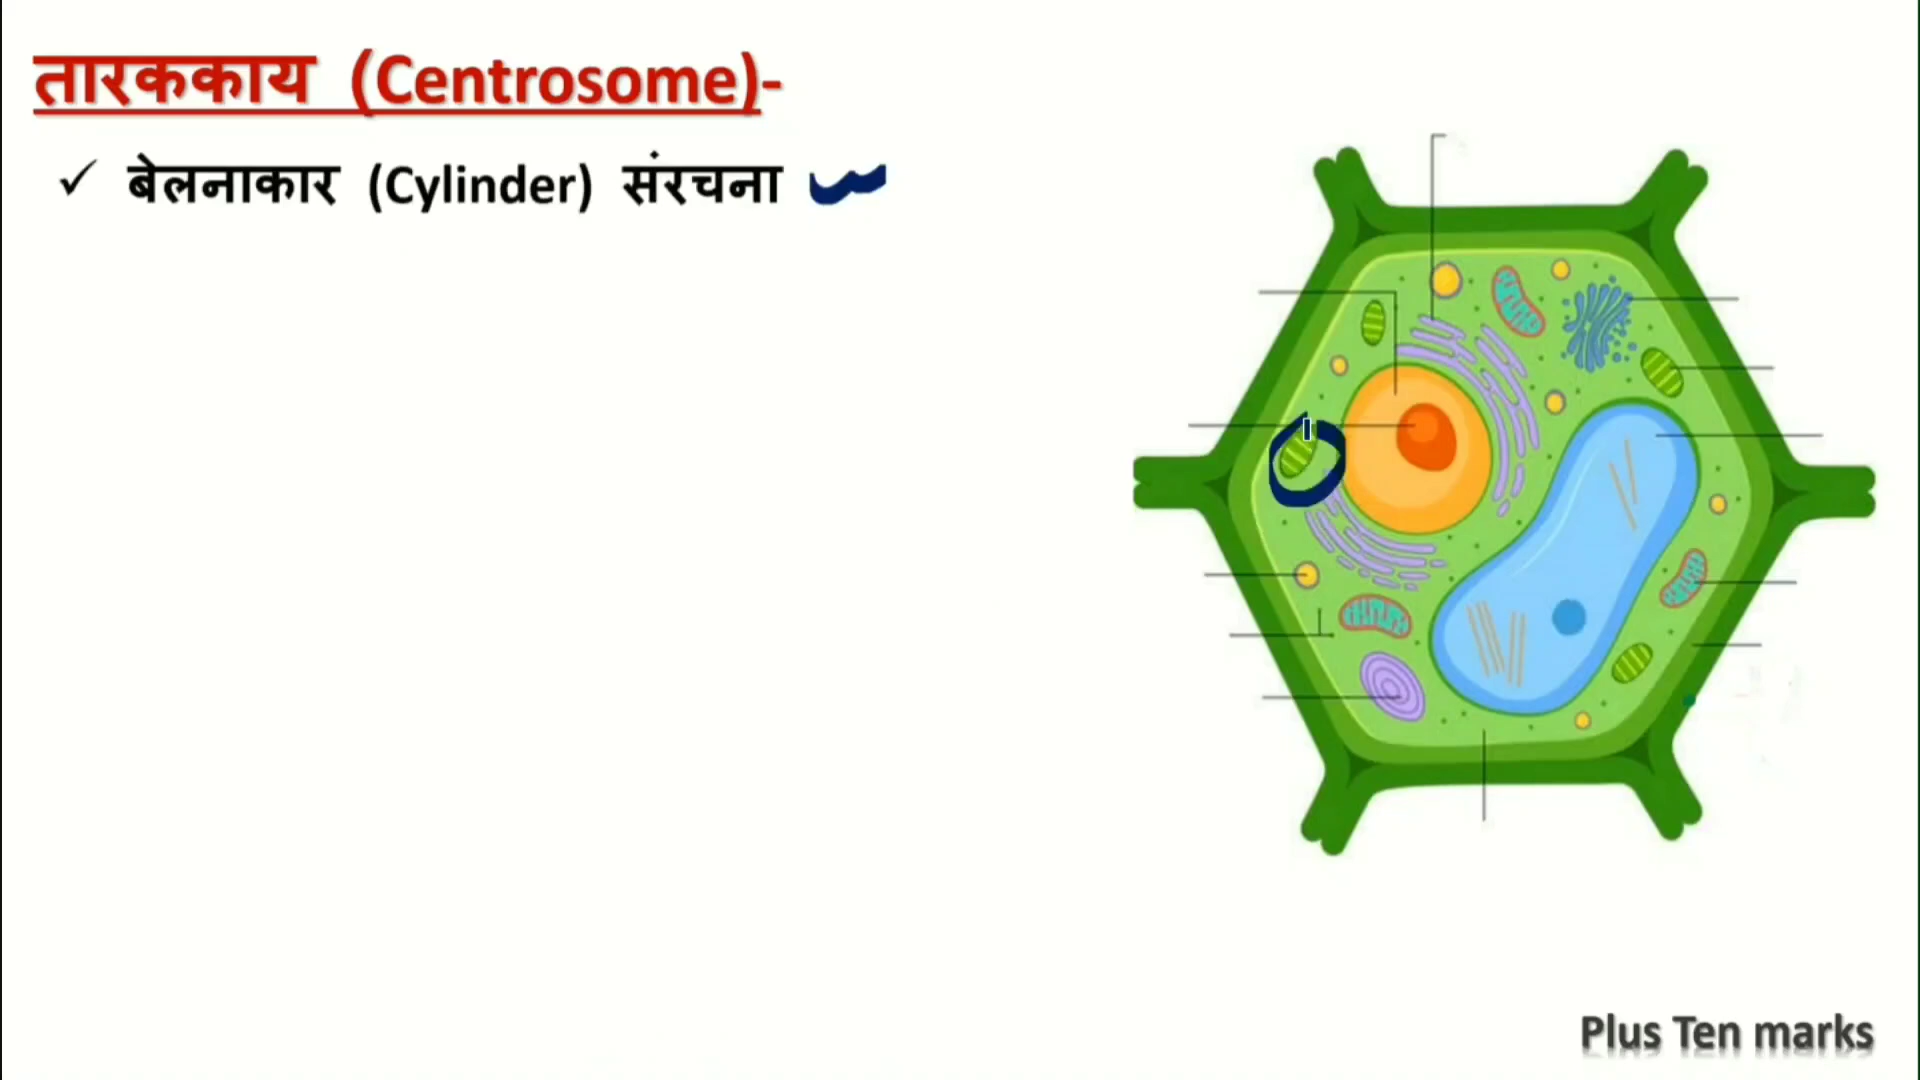 तारककाय (Centrosome)-
✓ बेलनाकार (Cylinder) संरचना
Plus Ten marks